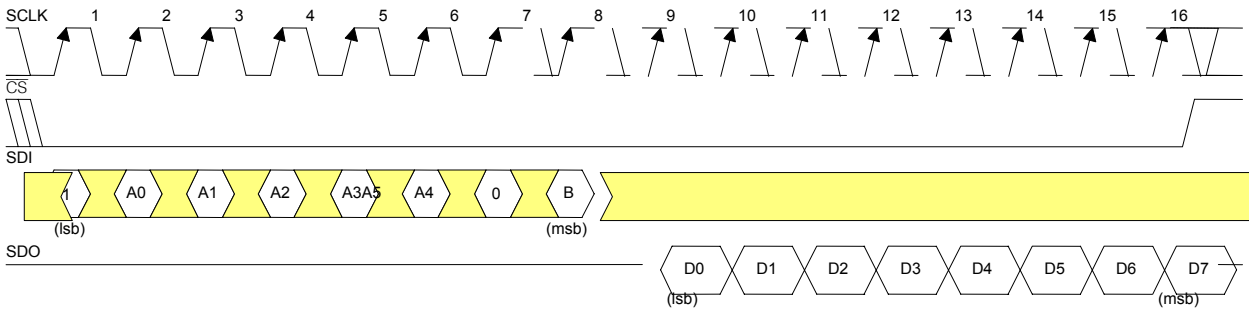 SCLK 1 2 3 4 5 6 7 8 9 10 11 12 13 14 15 16
CS
SDI
1 A0 A1 A2 A3A5 A4 0 B
(lsb) (msb)
SDO
D0 D1 D2 D3 D4 D5 D6 D7
(lsb) (msb)